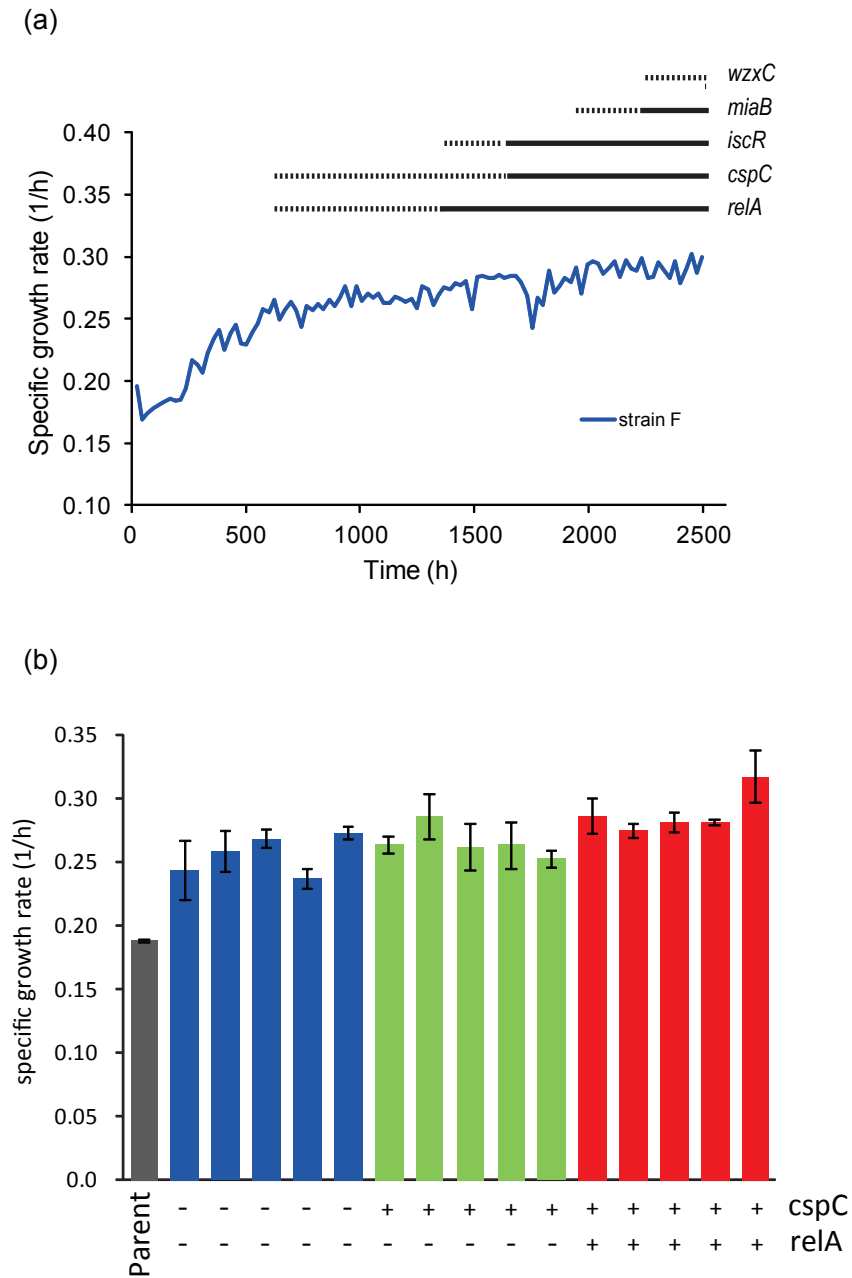 (a)
wzxC
miaB
iscR
cspC
relA
Specific growth rate (1/h)
0.40
0.35
0.30
0.25
0.20
0.15
0.10
strain F
0 500 1000 1500 2000 2500
Time (h)
(b)
specific growth rate (1/h)
0.35
0.30
0.25
0.20
0.15
0.10
0.05
0.0
Parent
- - - - - + + + + + + + + + + cspC
- - - - - - - - - - + + + + + relA